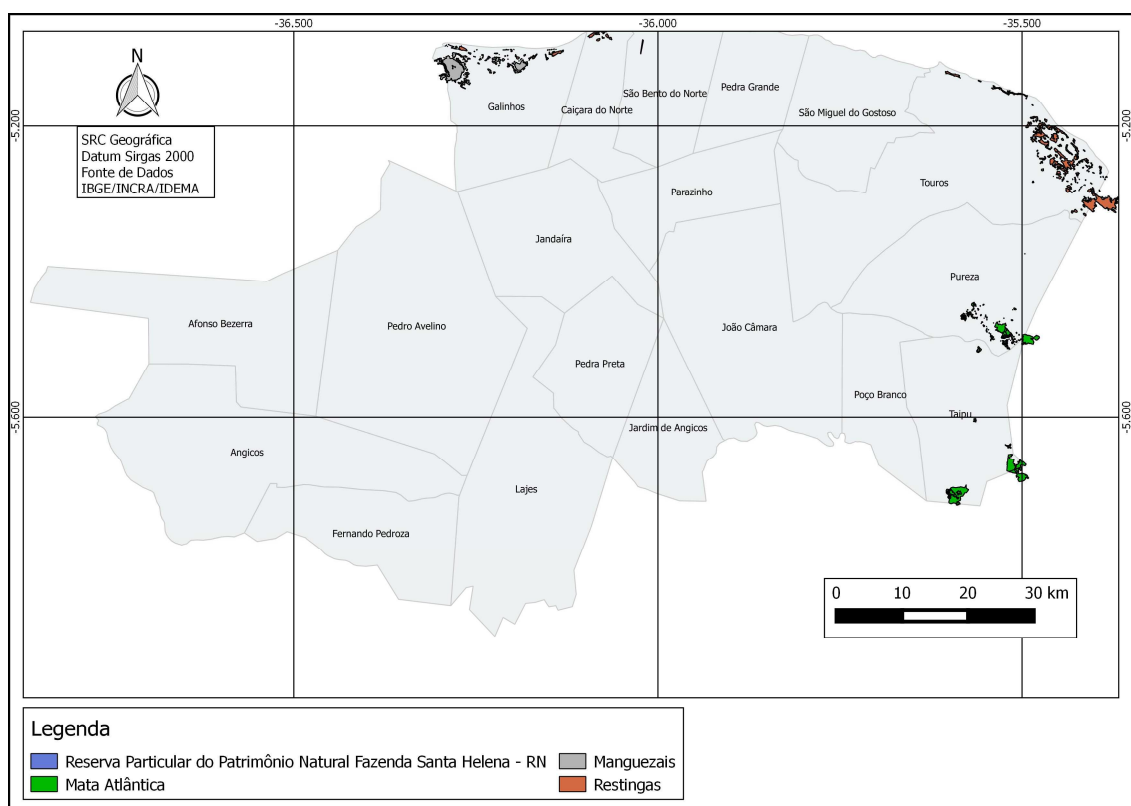 -36.500
-36.000
-35.500
N
SRC Geográfica
Datum Sirgas 2000
Fonte de Dados
IBGE/INCRA/IDEMA
-5.200
-5.200
Galinhos
Caiçara do Norte
São Bento do Norte
Pedra Grande
São Miguel do Gostoso
Touros
Parazinho
Jandaíra
Pureza
Afonso Bezerra
Pedro Avelino
João Câmara
Pedra Preta
Poço Branco
Taipu
-5.600
-5.600
Jardim de Angicos
Angicos
Lajes
Fernando Pedroza
0 10 20 30 km
Legenda
Reserva Particular do Patrimônio Natural Fazenda Santa Helena - RN
Manguezais
Mata Atlântica
Restingas